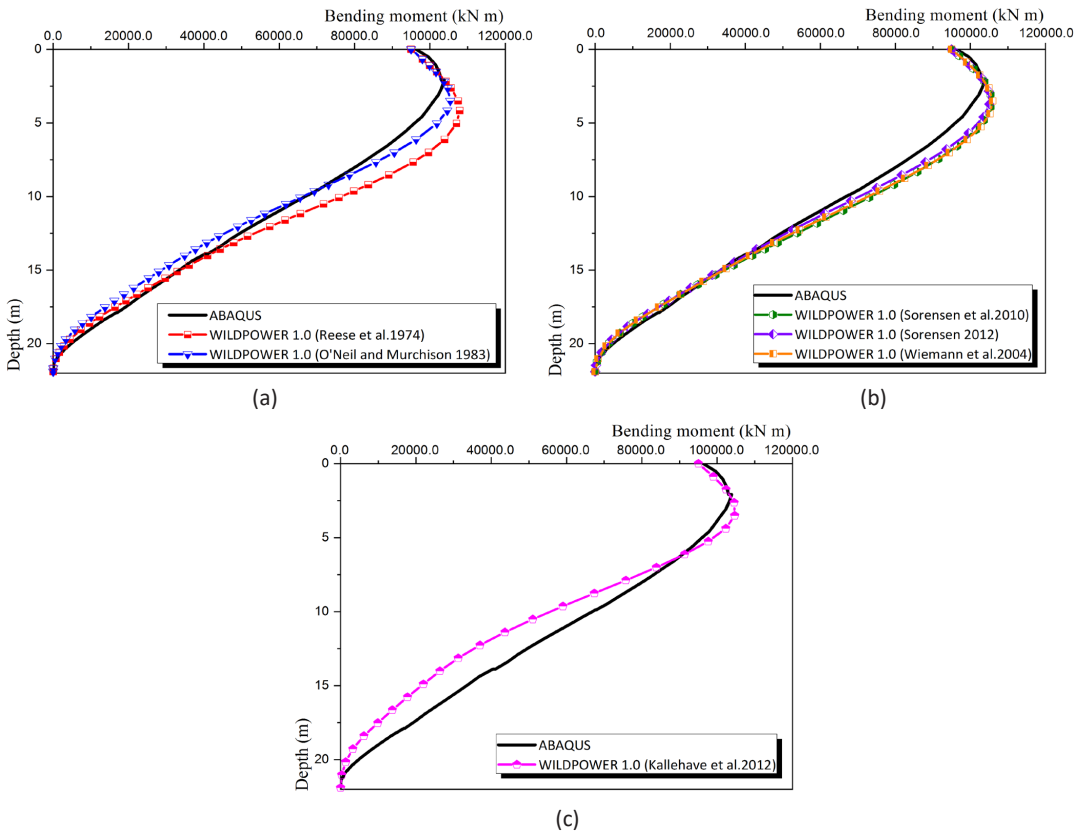 Bending moment (kN m)
0.0 20000.0 40000.0 60000.0 80000.0 100000.0 120000.0
0
5
10
15
20
Depth (m)
ABAQUS
WILDPOWER 1.0 (Reese et al.1974)
WILDPOWER 1.0 (O'Neil and Murchison 1983)
(a)
Bending moment (kN m)
0.0 20000.0 40000.0 60000.0 80000.0 100000.0 120000.0
0
5
10
15
20
Depth (m)
ABAQUS
WILDPOWER 1.0 (Sorensen et al.2010)
WILDPOWER 1.0 (Sorensen 2012)
WILDPOWER 1.0 (Wiemann et al.2004)
(b)
Bending moment (kN m)
0.0 20000.0 40000.0 60000.0 80000.0 100000.0 120000.0
0
5
10
15
20
Depth (m)
ABAQUS
WILDPOWER 1.0 (Kallehave et al.2012)
(c)